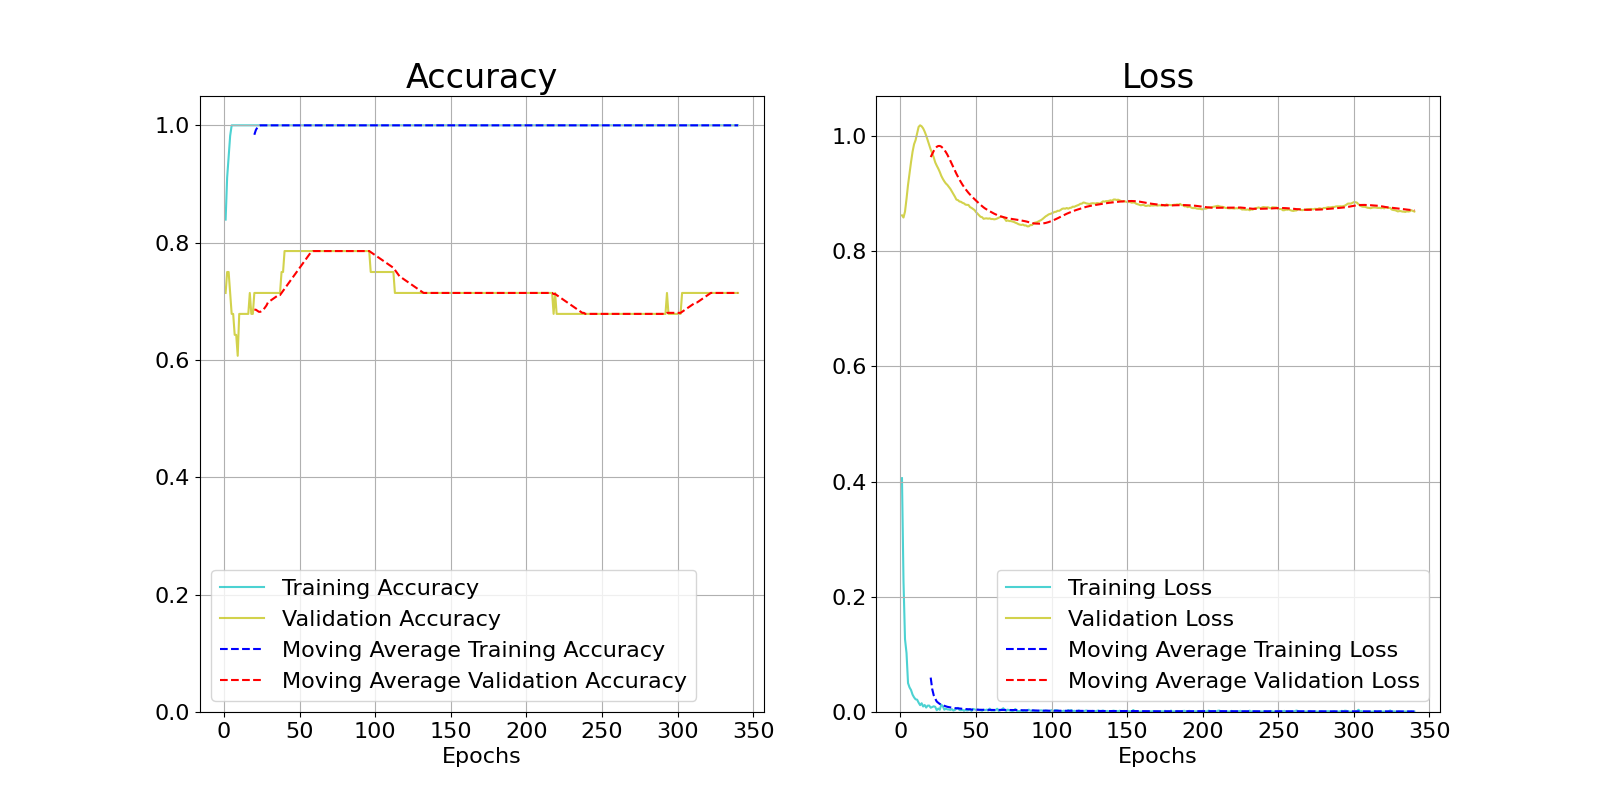 Accuracy
1.0
0.8
0.6
0.4
0.2
0.0
Training Accuracy
Validation Accuracy
Moving Average Training Accuracy
Moving Average Validation Accuracy
0 50 100 150 200 250 300 350
Epochs
Loss
1.0
0.8
0.6
0.4
0.2
0.0
Training Loss
Validation Loss
Moving Average Training Loss
Moving Average Validation Loss
0 50 100 150 200 250 300 350
Epochs